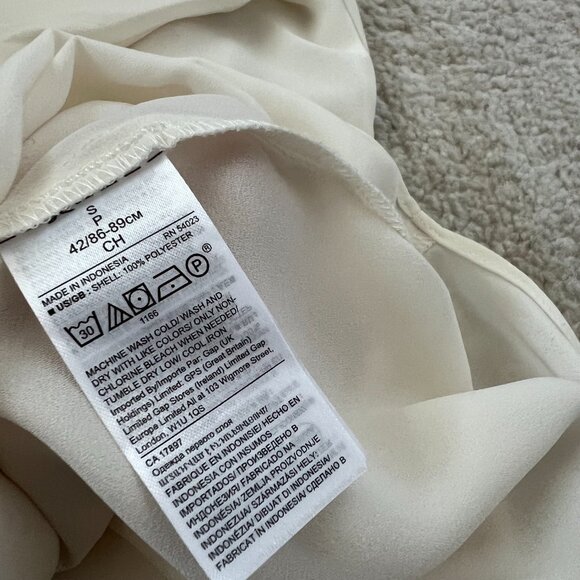 S
P
42/86-89CM
CH
MADE IN INDONESIA RN 54023
■ US/GB : SHELL: 100% POLYESTER
30 P
1166
MACHINE WASH COLD/ WASH AND
DRY WITH LIKE COLORS/ ONLY NON-
CHLORINE BLEACH WHEN NEEDED/
TUMBLE DRY LOW/ COOL IRON
Imported By/Importe Par: Gap (UK
Holdings) Limited- GPS (Great Britain)
Limited Gap Stores (Ireland) Limited Gap
Europe Limited All at 103 Wigmore Street,
London, W1U 1QS
CA 17897
Одежда первого слоя
FABRIQUE EN INDONESIE/ HECHO EN
INDONESIA CON INSUMOS
IMPORTADOS/ ПРОИЗВЕДЕНО В
ИНДОНЕЗИЯ/ FABRICADO NA
INDONÉSIA/ ZEMLJA PROIZVODNJE
INDONEZIJA/ SZÁRMAZÁSI HELY:
INDONÉZIA/ DIBUAT DI INDONESIA/
FABRICAT ÎN INDONESIA/ СДЕЛАНО В